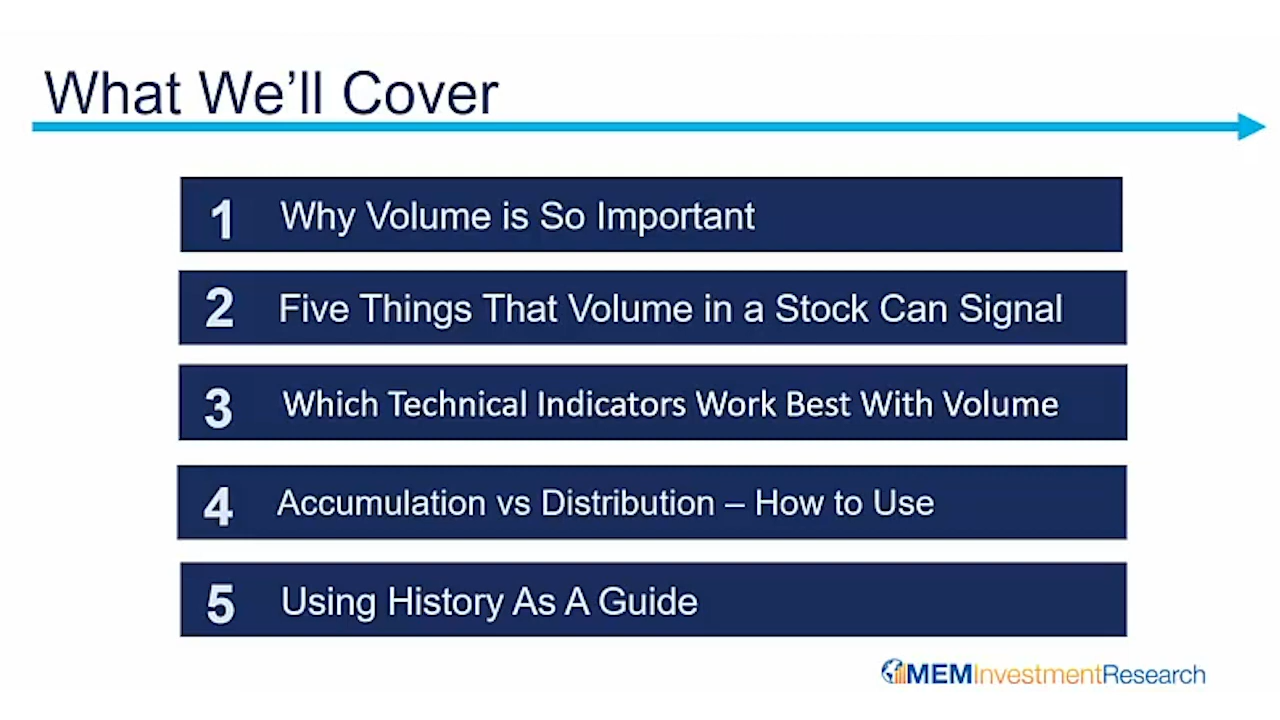 What We’ll Cover
1 Why Volume is So Important
2 Five Things That Volume in a Stock Can Signal
3 Which Technical Indicators Work Best With Volume
4 Accumulation vs Distribution – How to Use
5 Using History As A Guide
MEMInvestmentResearch